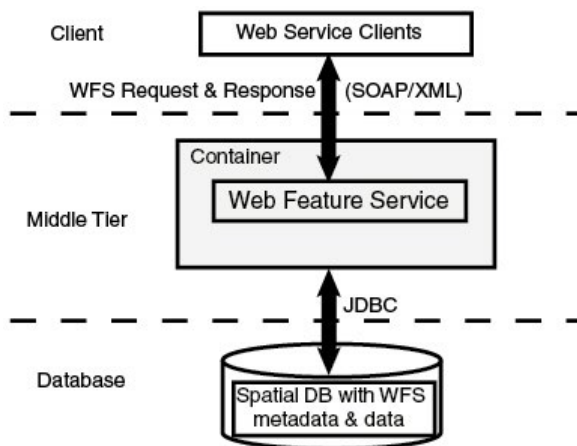 Client
Web Service Clients
WFS Request & Response (SOAP/XML)
Container
Web Feature Service
Middle Tier
JDBC
Database
Spatial DB with WFS
metadata & data